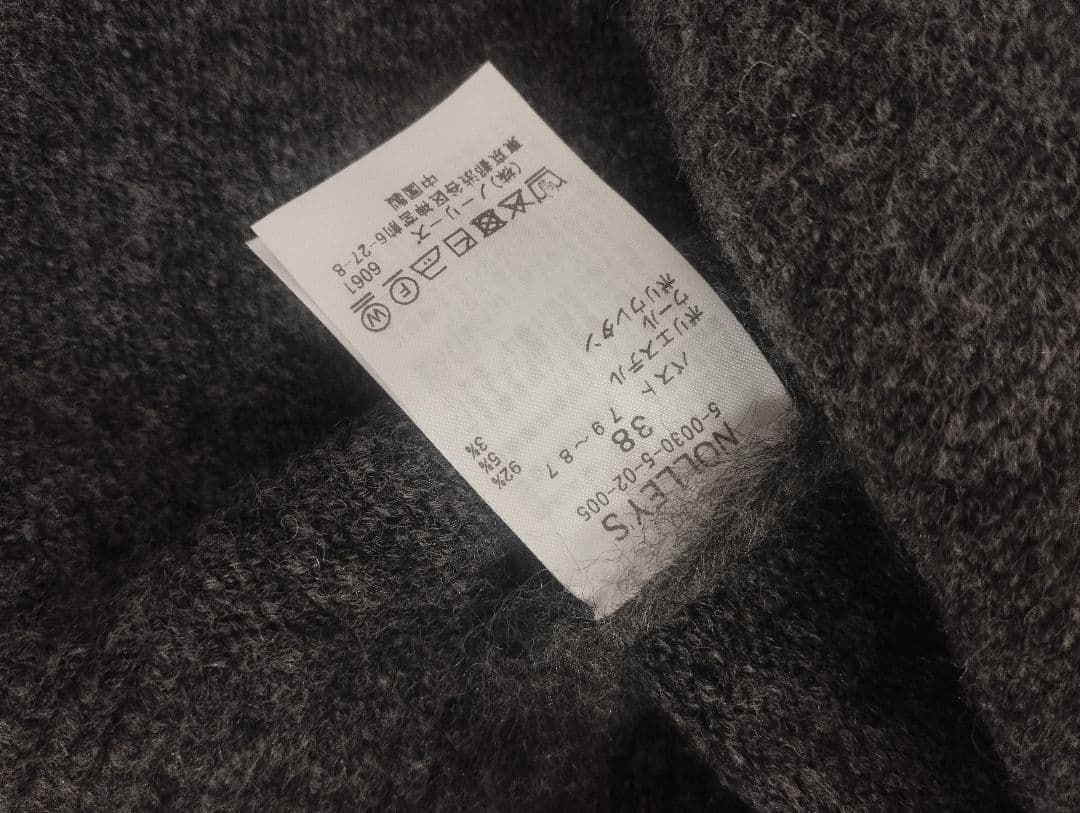 NOLLEY'S
5-0030-5-02-005
38
バスト 79～87
ポリエステル 92%
ウール 5%
ポリウレタン 3%
W
F
(株)ノーリーズ 6061
東京都渋谷区神宮前6-27-8
中国製